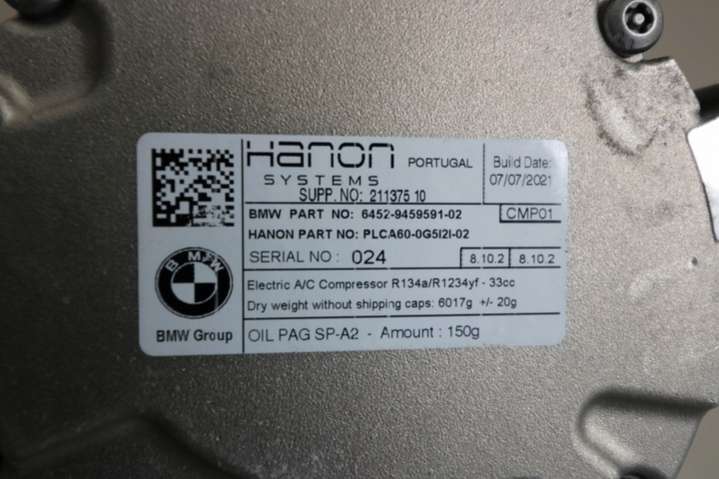 Hanon PORTUGAL
SYSTEMS
SUPP. NO: 211375 10
Build Date:
07/07/2021
BMW PART NO: 6452-9459591-02
CMP01
HANON PART NO: PLCA60-0G5I2I-02
SERIAL NO: 024
8.10.2 8.10.2
Electric A/C Compressor R134a/R1234yf - 33cc
Dry weight without shipping caps: 6017g +/- 20g
OIL PAG SP-A2 - Amount : 150g
BMW
BMW Group